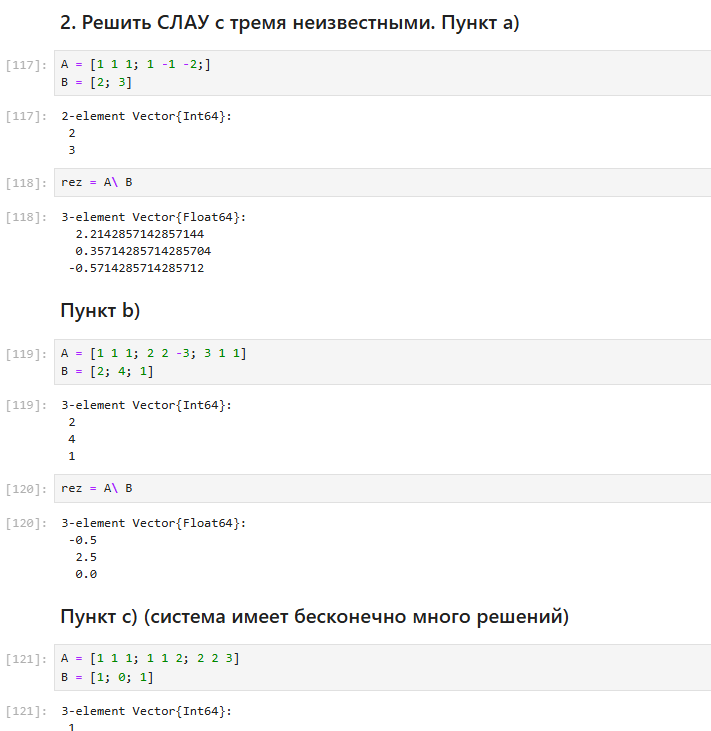 2. Решить СЛАУ с тремя неизвестными. Пункт a)
[117]: A = [1 1 1; 1 -1 -2;]
B = [2; 3]
[117]: 2-element Vector{Int64}:
2
3
[118]: rez = A\ B
[118]: 3-element Vector{Float64}:
2.2142857142857144
0.35714285714285704
-0.5714285714285712
Пункт b)
[119]: A = [1 1 1; 2 2 -3; 3 1 1]
B = [2; 4; 1]
[119]: 3-element Vector{Int64}:
2
4
1
[120]: rez = A\ B
[120]: 3-element Vector{Float64}:
-0.5
2.5
0.0
Пункт c) (система имеет бесконечно много решений)
[121]: A = [1 1 1; 1 1 2; 2 2 3]
B = [1; 0; 1]
[121]: 3-element Vector{Int64}:
1